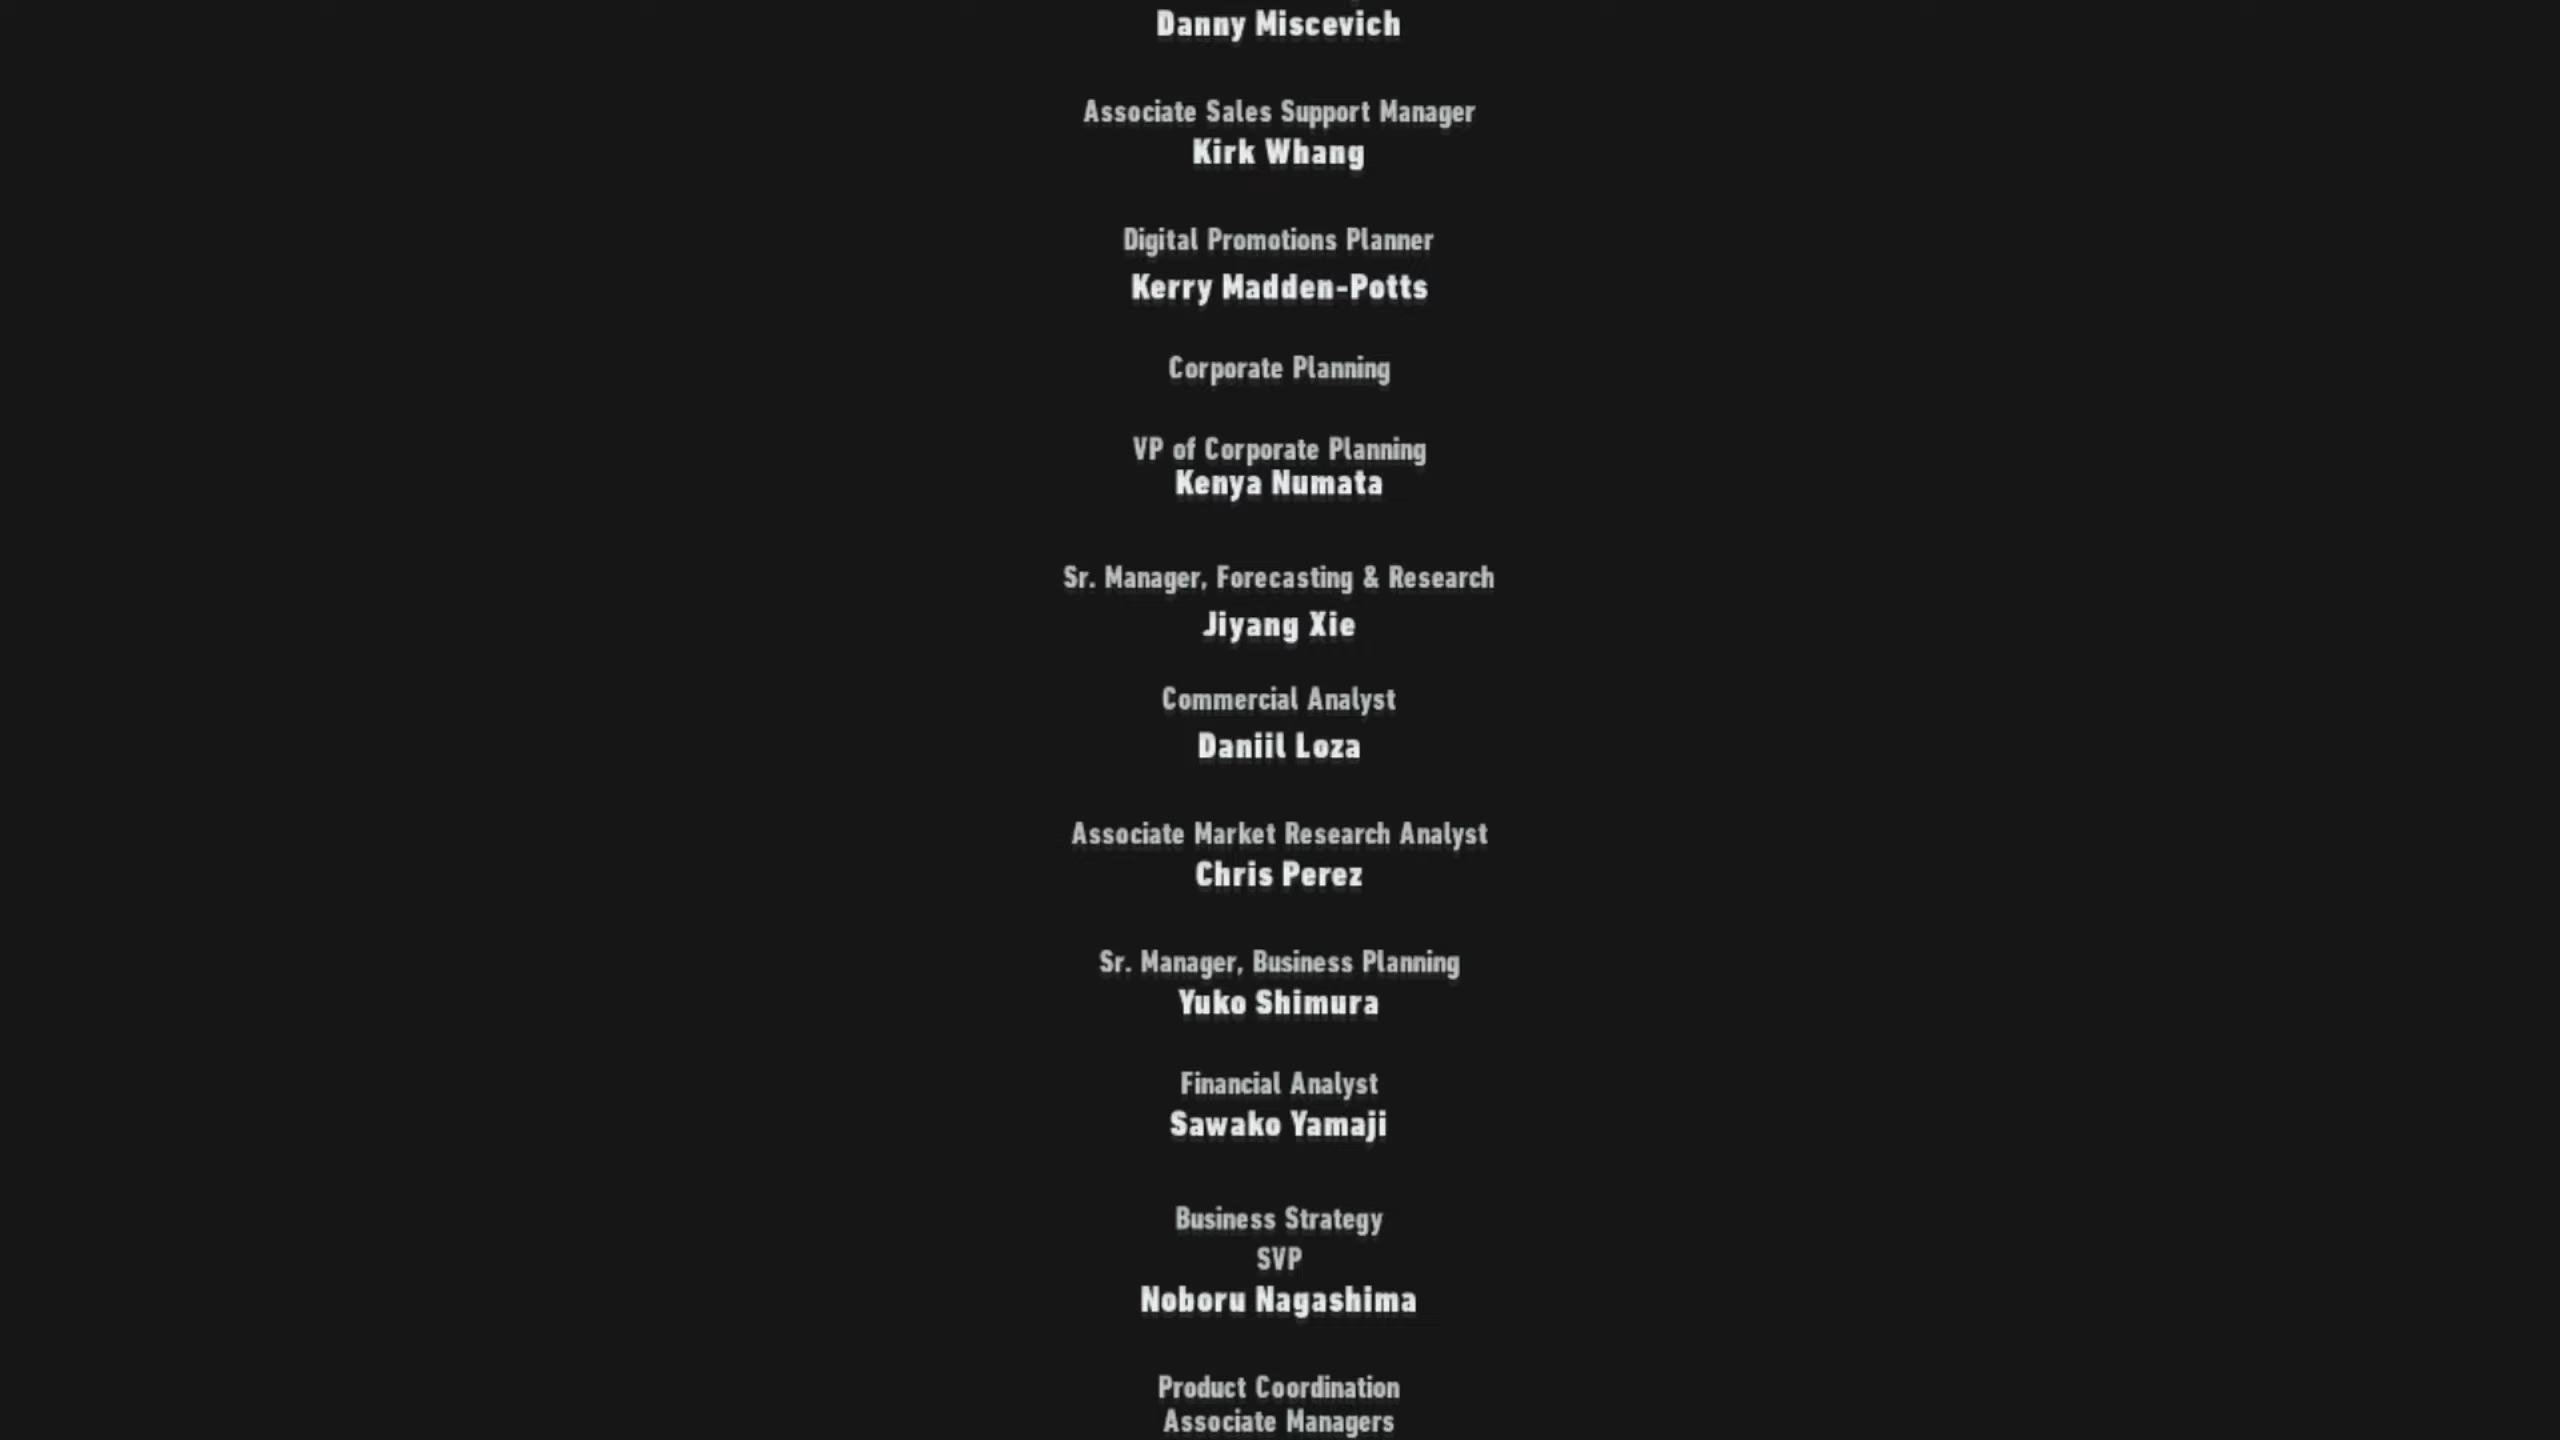 Danny Miscevich
Associate Sales Support Manager
Kirk Whang
Digital Promotions Planner
Kerry Madden-Potts
Corporate Planning
VP of Corporate Planning
Kenya Numata
Sr. Manager, Forecasting & Research
Jiyang Xie
Commercial Analyst
Daniil Loza
Associate Market Research Analyst
Chris Perez
Sr. Manager, Business Planning
Yuko Shimura
Financial Analyst
Sawako Yamaji
Business Strategy
SVP
Noboru Nagashima
Product Coordination
Associate Managers